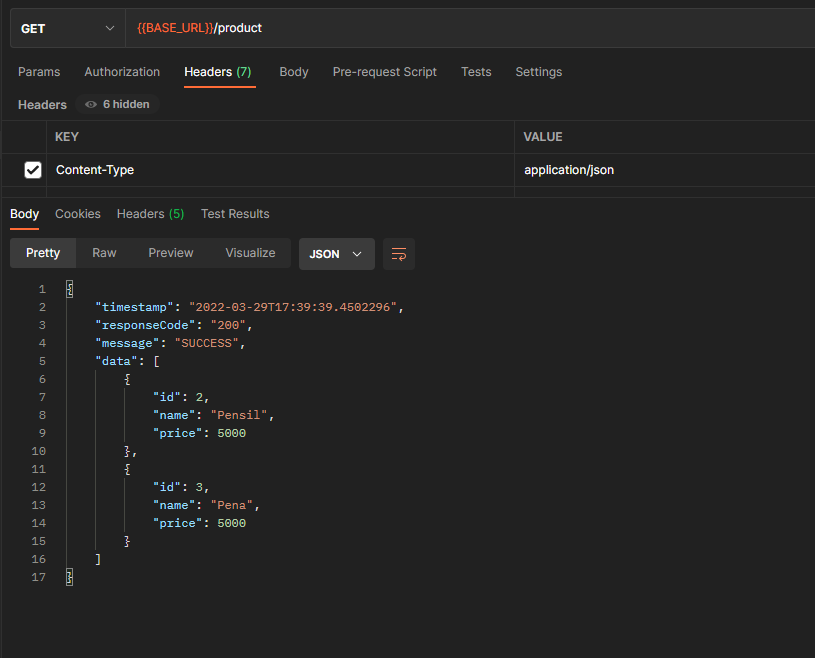 GET {{BASE_URL}}/product
Params Authorization Headers (7) Body Pre-request Script Tests Settings
Headers 6 hidden
KEY VALUE
Content-Type application/json
Body Cookies Headers (5) Test Results
Pretty Raw Preview Visualize JSON
1 {
2 "timestamp": "2022-03-29T17:39:39.4502296",
3 "responseCode": "200",
4 "message": "SUCCESS",
5 "data": [
6 {
7 "id": 2,
8 "name": "Pensil",
9 "price": 5000
10 },
11 {
12 "id": 3,
13 "name": "Pena",
14 "price": 5000
15 }
16 ]
17 }